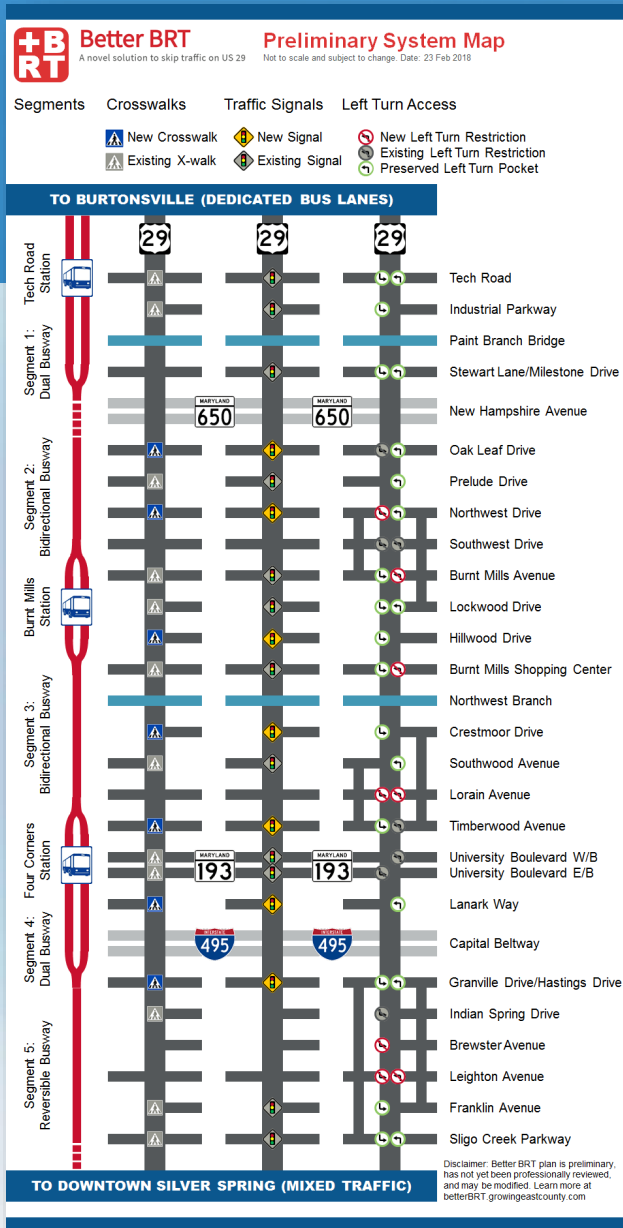 +B
RT
Better BRT
A novel solution to skip traffic on US 29
Preliminary System Map
Not to scale and subject to change. Date: 23 Feb 2018
Segments
Crosswalks
Traffic Signals
Left Turn Access
New Crosswalk
Existing X-walk
New Signal
Existing Signal
New Left Turn Restriction
Existing Left Turn Restriction
Preserved Left Turn Pocket
TO BURTONSVILLE (DEDICATED BUS LANES)
29
29
29
Tech Road
Station
Segment 1:
Dual Busway
Segment 2:
Bidirectional Busway
Burnt Mills
Station
Segment 3:
Bidirectional Busway
Four Corners
Station
Segment 4:
Dual Busway
Segment 5:
Reversible Busway
Tech Road
Industrial Parkway
Paint Branch Bridge
Stewart Lane/Milestone Drive
MARYLAND
650
MARYLAND
650
New Hampshire Avenue
Oak Leaf Drive
Prelude Drive
Northwest Drive
Southwest Drive
Burnt Mills Avenue
Lockwood Drive
Hillwood Drive
Burnt Mills Shopping Center
Northwest Branch
Crestmoor Drive
Southwood Avenue
Lorain Avenue
Timberwood Avenue
MARYLAND
193
MARYLAND
193
University Boulevard W/B
University Boulevard E/B
Lanark Way
INTERSTATE
495
INTERSTATE
495
Capital Beltway
Granville Drive/Hastings Drive
Indian Spring Drive
Brewster Avenue
Leighton Avenue
Franklin Avenue
Sligo Creek Parkway
TO DOWNTOWN SILVER SPRING (MIXED TRAFFIC)
Disclaimer: Better BRT plan is preliminary,
has not yet been professionally reviewed,
and may be modified. Learn more at
betterBRT.growingeastcounty.com